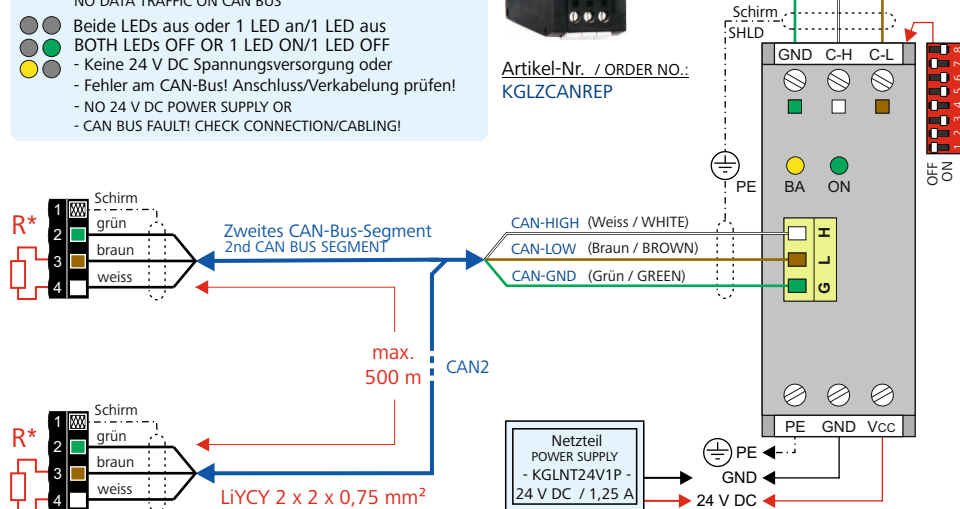 NO DATA TRAFFIC ON CAN BUS
Beide LEDs aus oder 1 LED an/1 LED aus
BOTH LEDs OFF OR 1 LED ON/1 LED OFF
- Keine 24 V DC Spannungsversorgung oder
- Fehler am CAN-Bus! Anschluss/Verkabelung prüfen!
- NO 24 V DC POWER SUPPLY OR
- CAN BUS FAULT! CHECK CONNECTION/CABLING!
Artikel-Nr. / ORDER NO.:
KGLZCANREP
Schirm
SHLD
GND C-H C-L
8
7
6
5
4
3
2
1
OFF
ON
PE
BA ON
Schirm
1
grün
2
braun
3
weiss
4
R*
Zweites CAN-Bus-Segment
2nd CAN BUS SEGMENT
CAN-HIGH (Weiss / WHITE)
CAN-LOW (Braun / BROWN)
CAN-GND (Grün / GREEN)
H
L
G
max.
500 m
CAN2
Schirm
1
grün
2
braun
3
weiss
4
R*
LiYCY 2 x 2 x 0,75 mm²
Netzteil
POWER SUPPLY
- KGLNT24V1P -
24 V DC / 1,25 A
PE GND Vcc
PE
GND
24 V DC